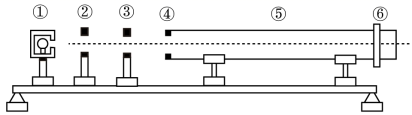 ① ② ③ ④ ⑤ ⑥